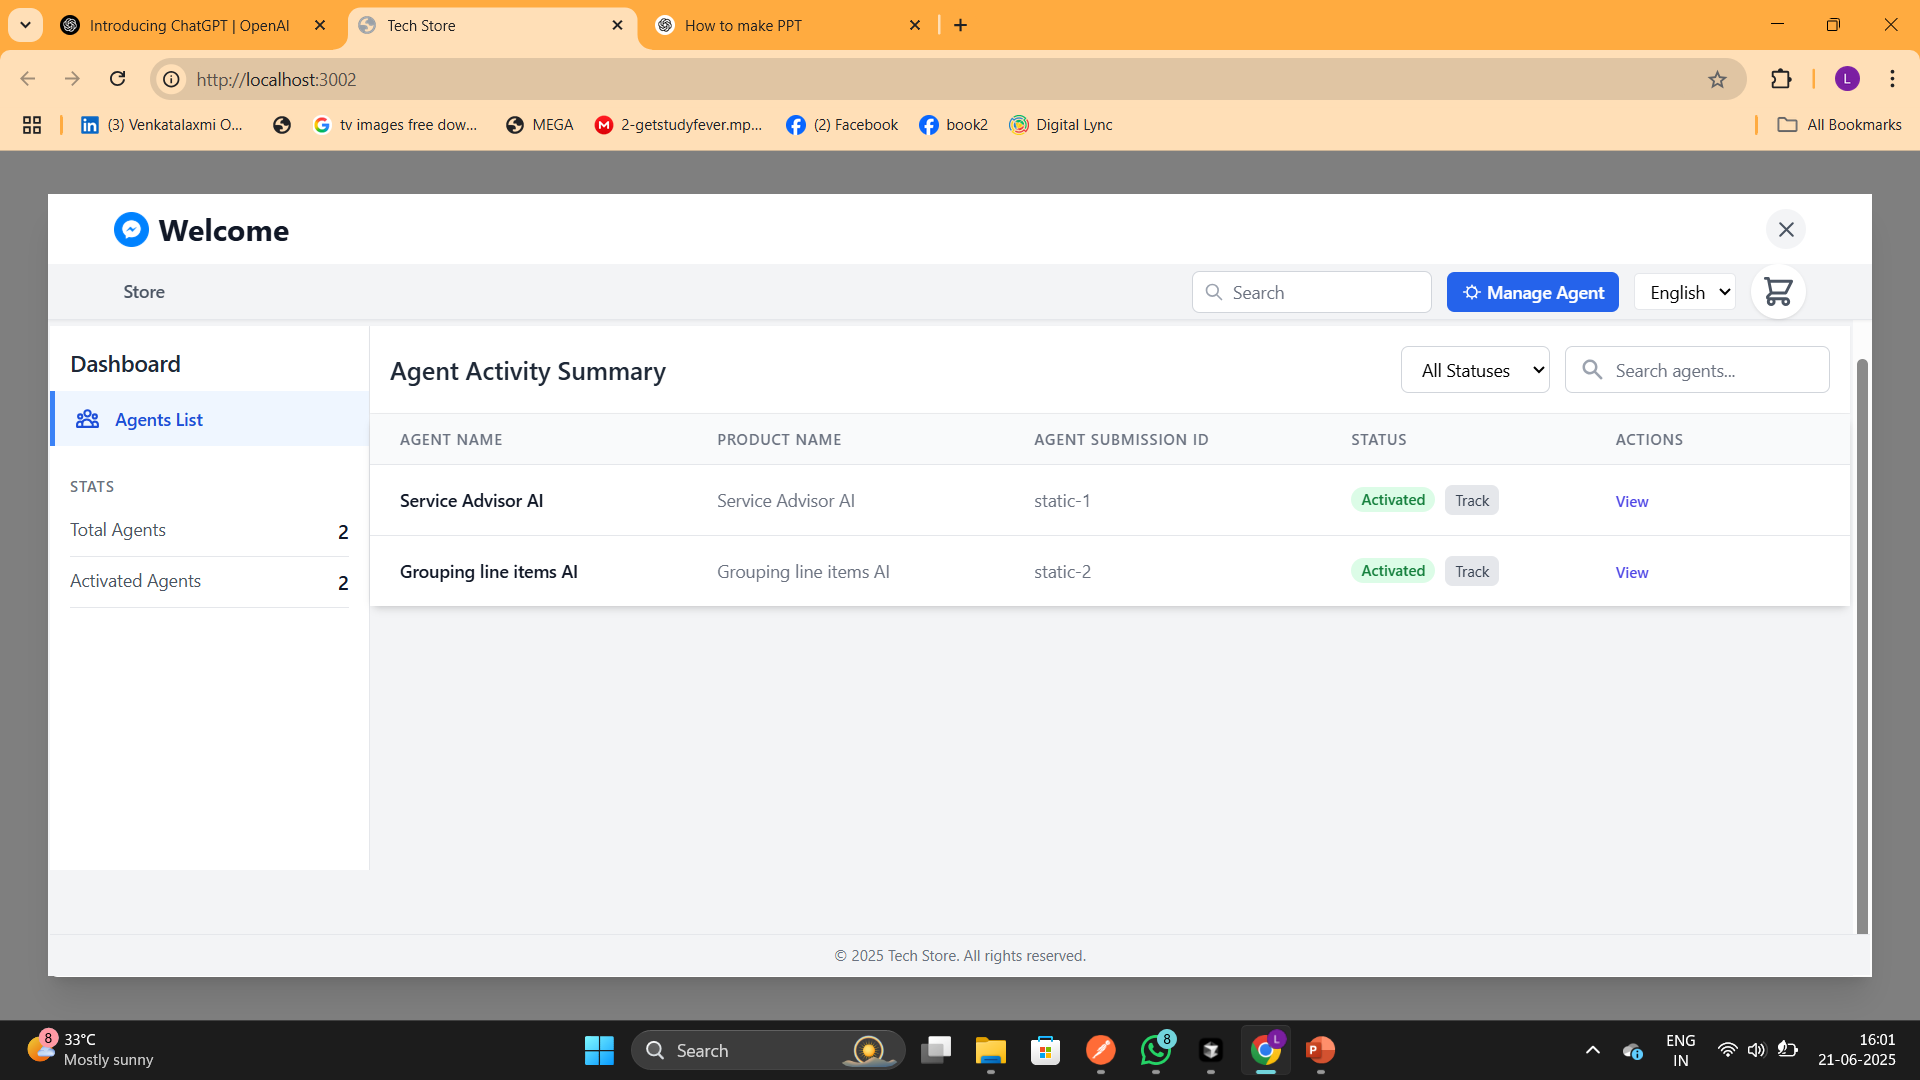 Introducing ChatGPT | OpenAI
Tech Store
How to make PPT
http://localhost:3002
L
(3) Venkatalaxmi O...
tv images free dow...
MEGA
2-getstudyfever.mp...
(2) Facebook
book2
Digital Lync
All Bookmarks
Welcome
Store
Search
Manage Agent
English
Dashboard
Agents List
STATS
Total Agents 2
Activated Agents 2
Agent Activity Summary
All Statuses
Search agents...
AGENT NAME PRODUCT NAME AGENT SUBMISSION ID STATUS ACTIONS
Service Advisor AI Service Advisor AI static-1 Activated Track View
Grouping line items AI Grouping line items AI static-2 Activated Track View
© 2025 Tech Store. All rights reserved.
8
33°C
Mostly sunny
Search
8
L
P
ENG
IN
16:01
21-06-2025